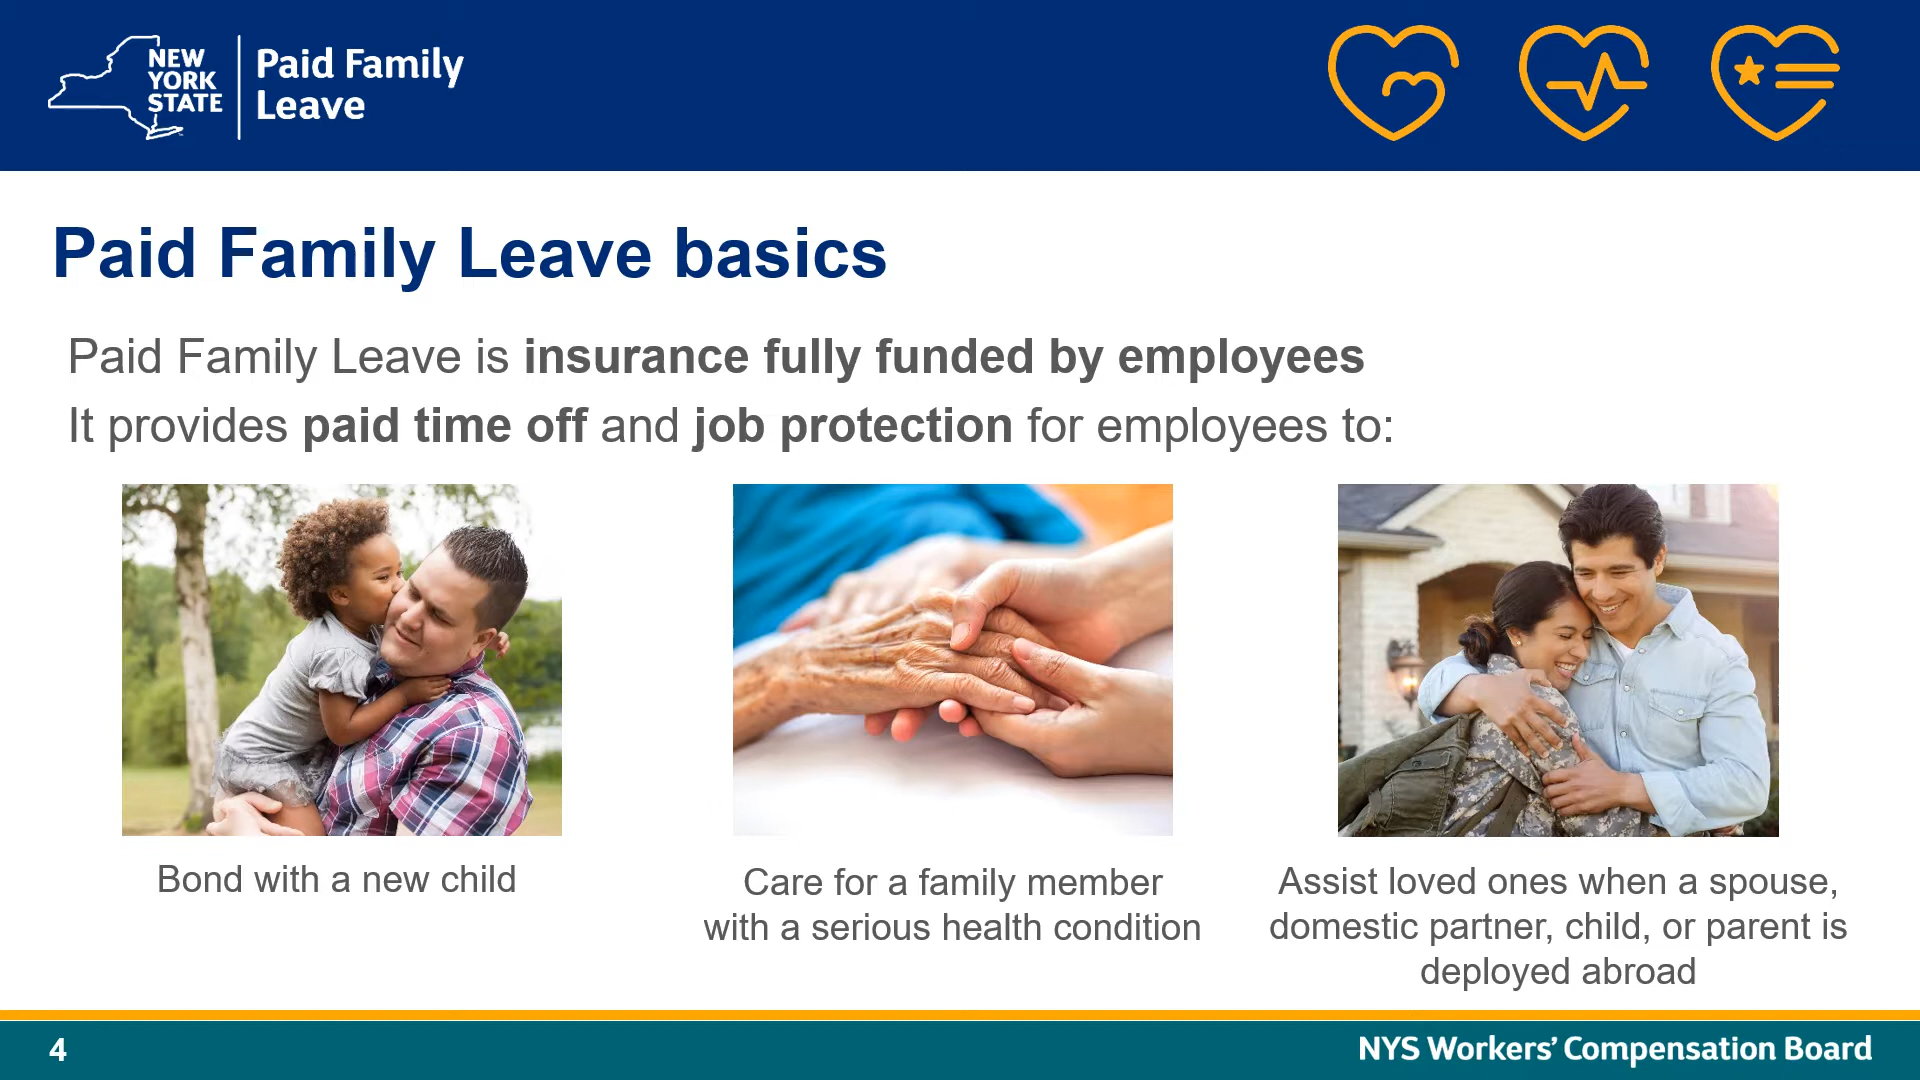 NEW
YORK
STATE
Paid Family
Leave
Paid Family Leave basics
Paid Family Leave is insurance fully funded by employees
It provides paid time off and job protection for employees to:
Bond with a new child
Care for a family member
with a serious health condition
Assist loved ones when a spouse,
domestic partner, child, or parent is
deployed abroad
4
NYS Workers’ Compensation Board